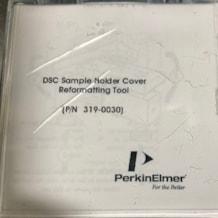 DSC Sample Holder Cover
Reformatting Tool
(P/N 319-0030)
PerkinElmer
For the Better